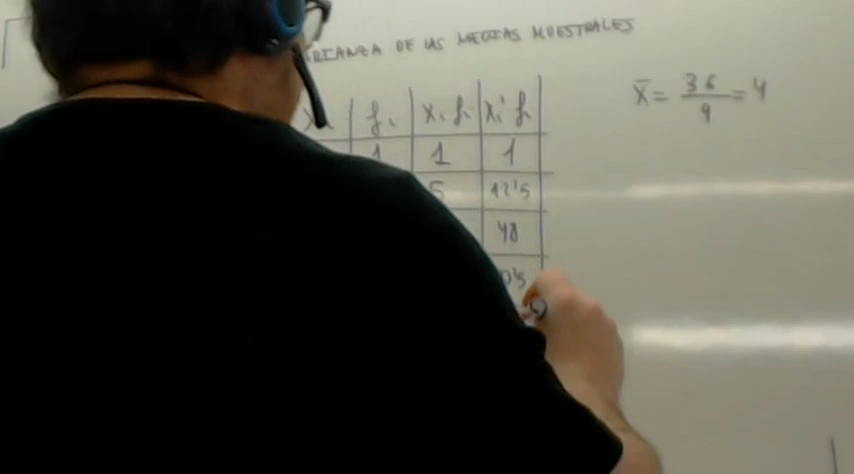 DE LAS MEDIAS MUESTRALES
x̄ = 36/9 = 4
fᵢ xᵢ fᵢ xᵢ² fᵢ
1 1 1
5 12'5
48
0'5